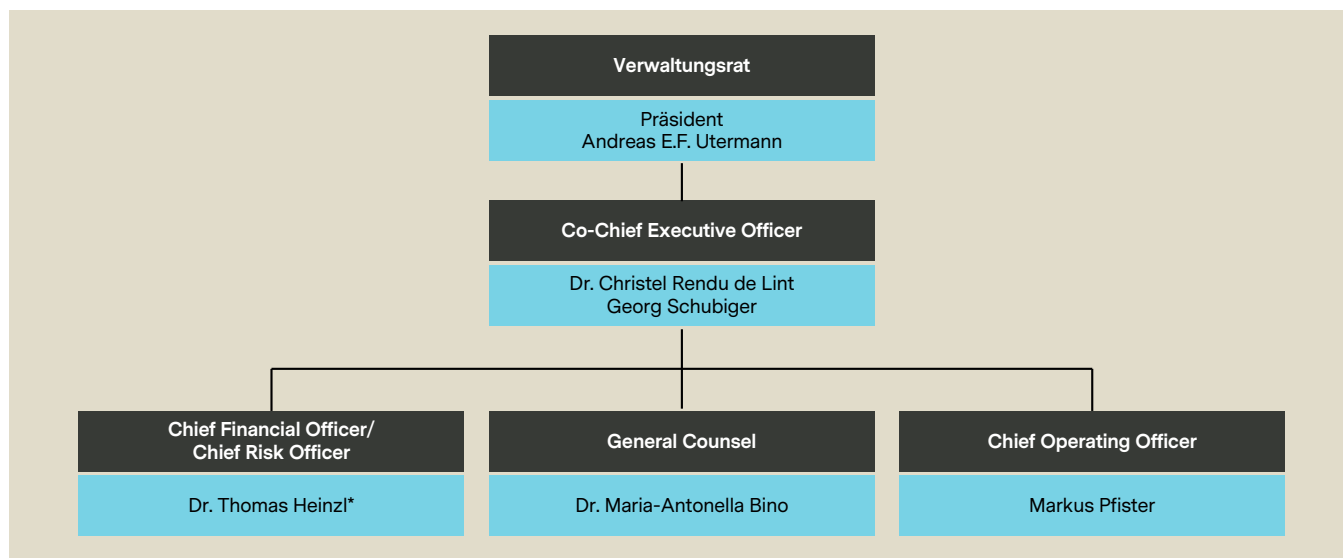 Verwaltungsrat
Präsident
Andreas E.F. Utermann
Co-Chief Executive Officer
Dr. Christel Rendu de Lint
Georg Schubiger
Chief Financial Officer/
Chief Risk Officer
Dr. Thomas Heinzl*
General Counsel
Dr. Maria-Antonella Bino
Chief Operating Officer
Markus Pfister